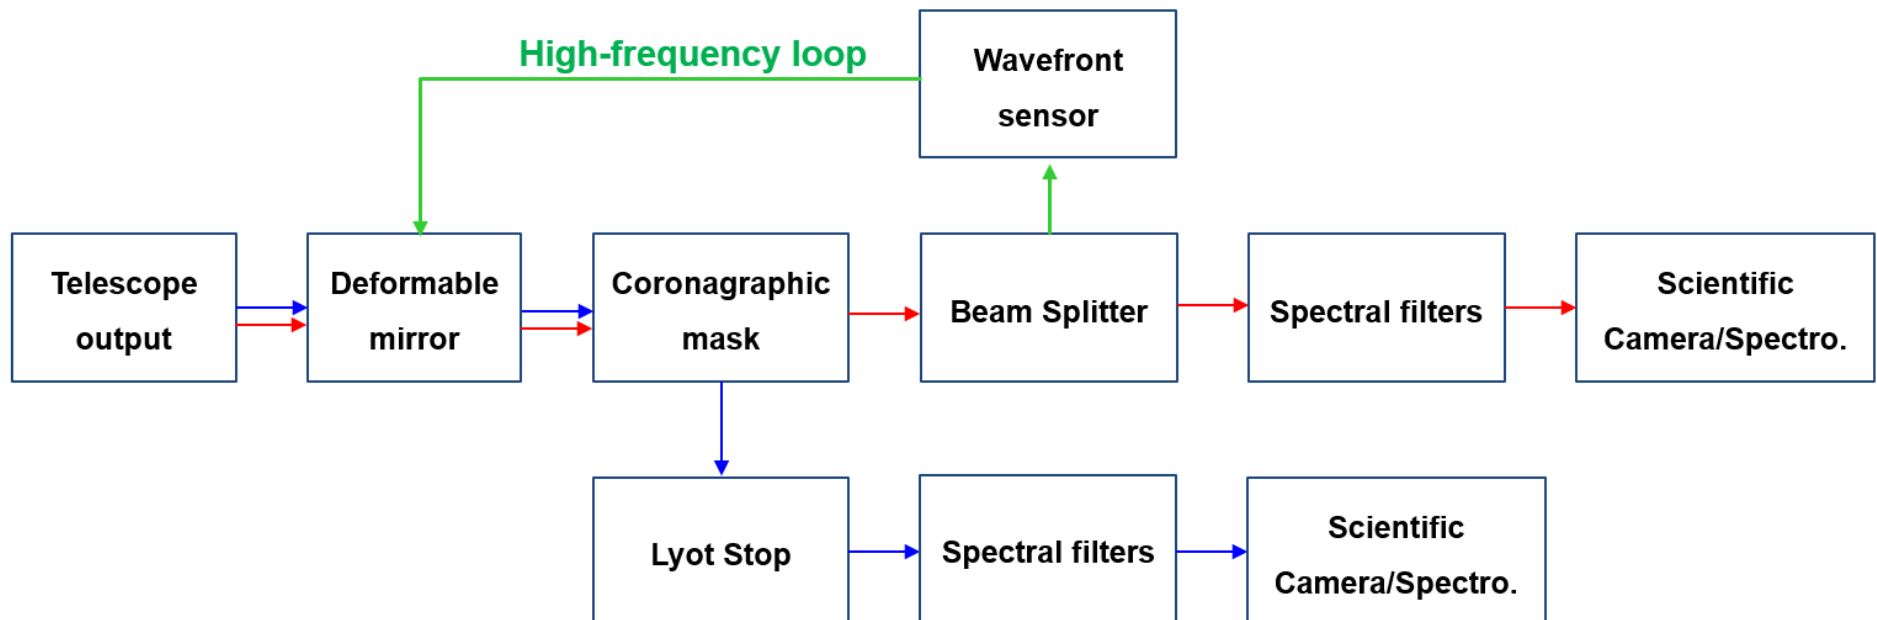 High-frequency loop
Wavefront
sensor
Telescope
output
Deformable
mirror
Coronagraphic
mask
Beam Splitter
Spectral filters
Scientific
Camera/Spectro.
Lyot Stop
Spectral filters
Scientific
Camera/Spectro.